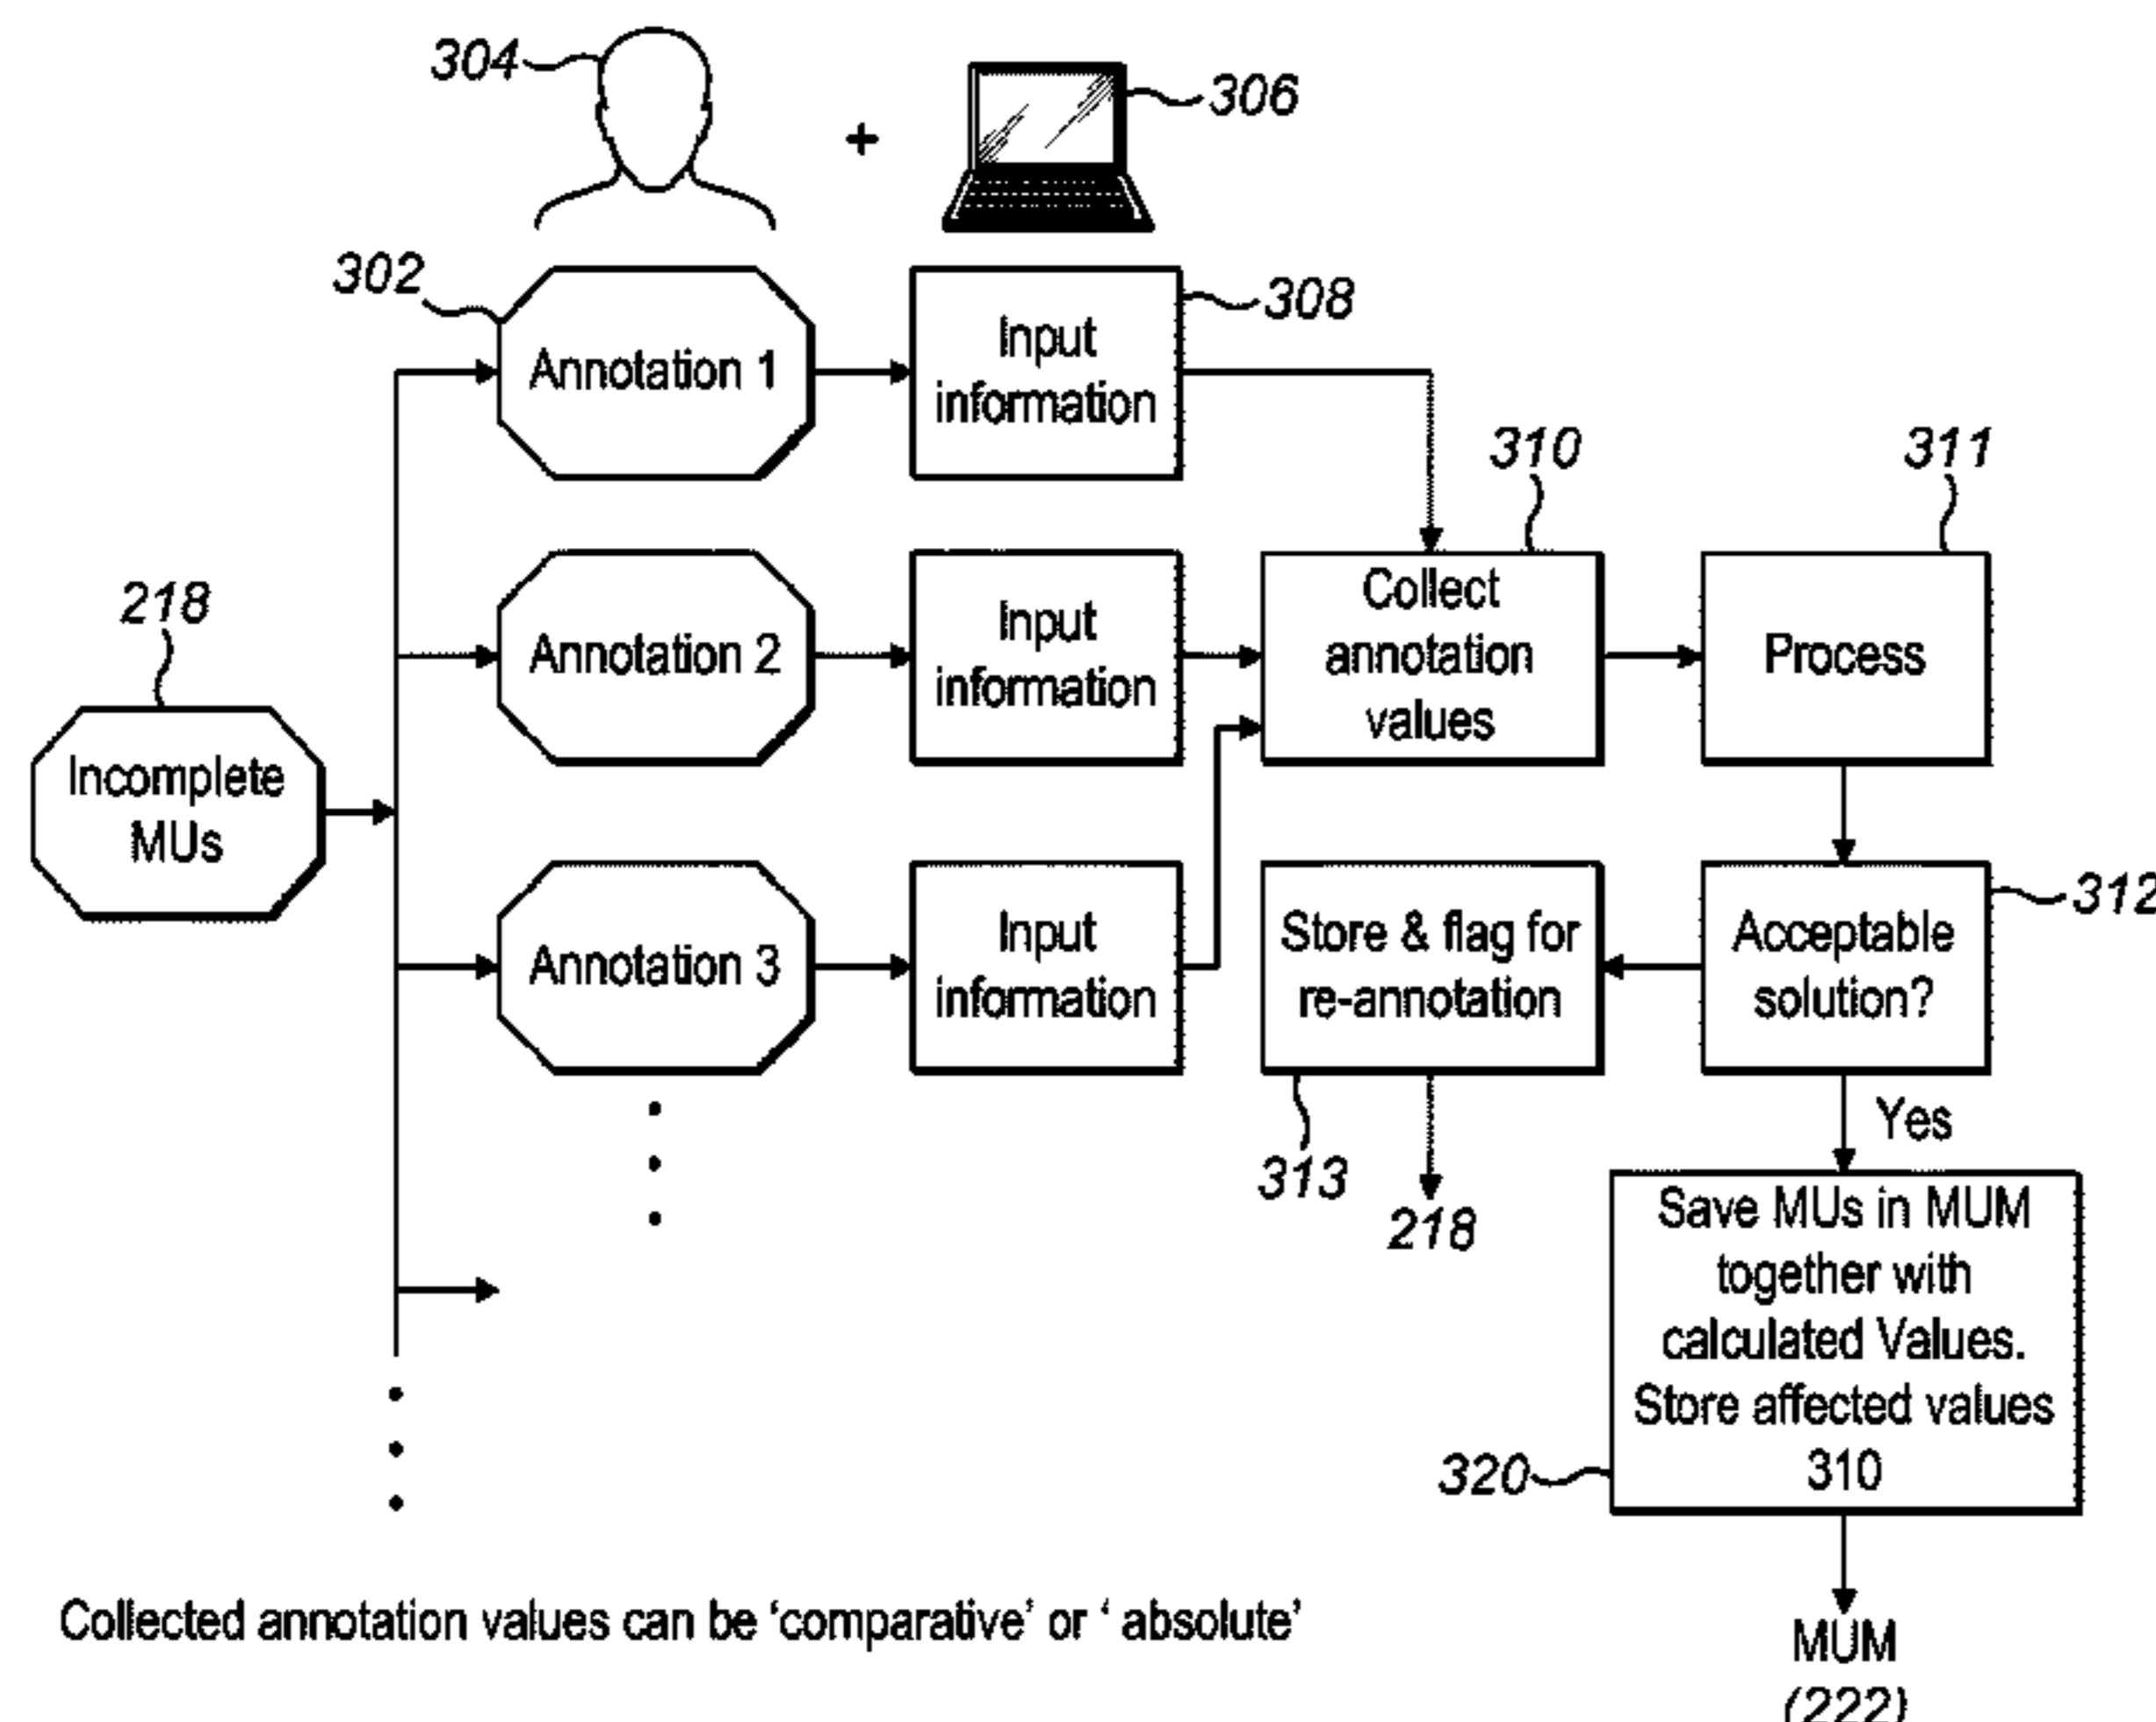 304
+
306
302
308
Annotation 1
Input
information
310
311
218
Annotation 2
Input
information
Collect
annotation
values
Process
Incomplete
MUs
312
Annotation 3
Input
information
Store & flag for
re-annotation
Acceptable
solution?
Yes
313
218
Save MUs in MUM
together with
calculated Values.
Store affected values
310
320
Collected annotation values can be ‘comparative’ or ‘ absolute’
MUM
(222)